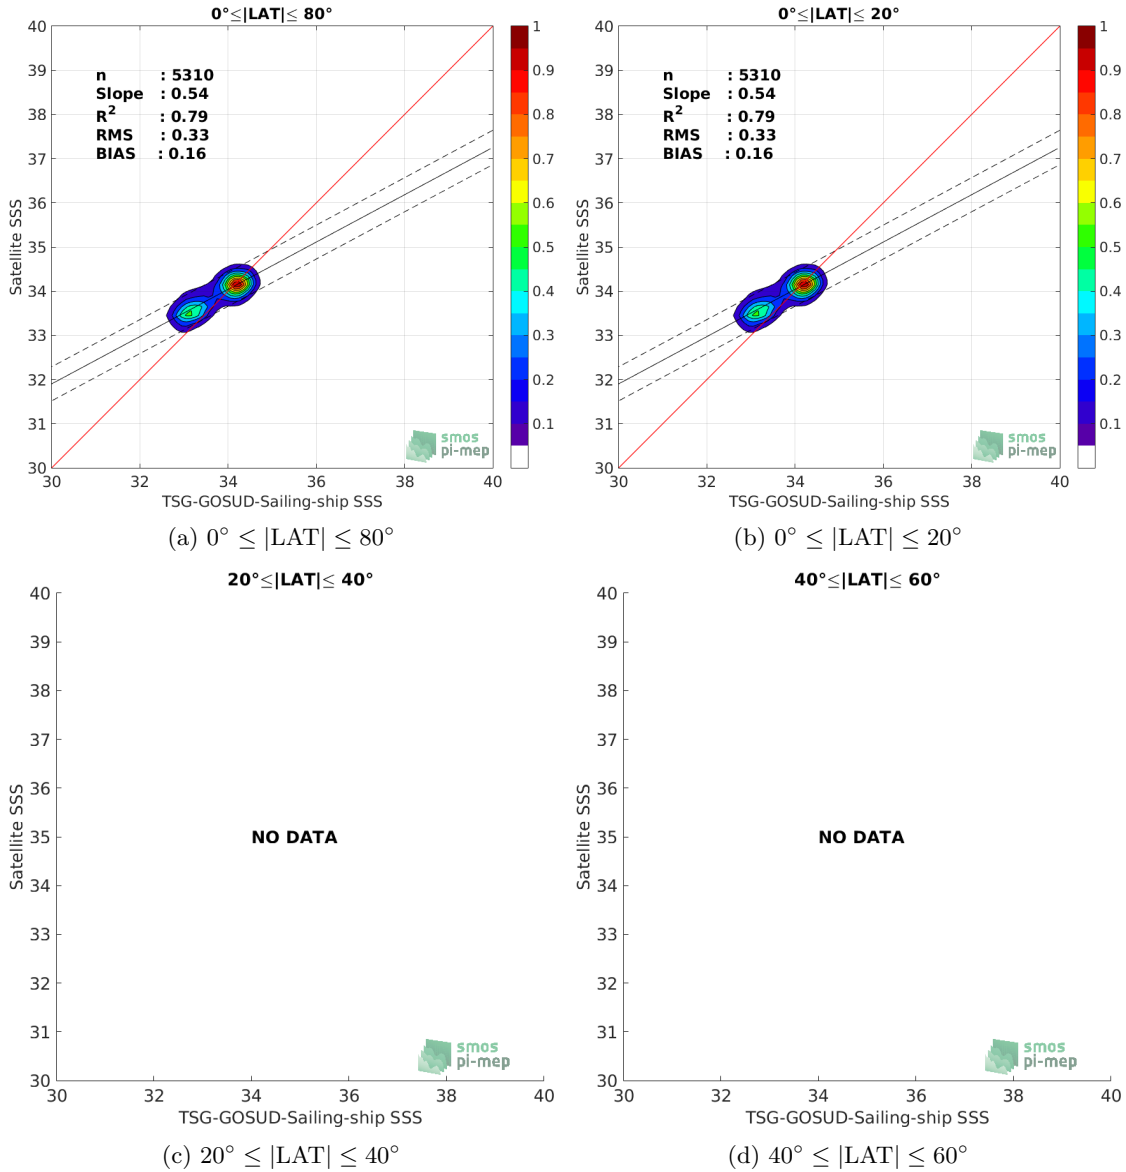 0°≤|LAT|≤ 80°
40
39
38
37
36
35
34
33
32
31
30
Satellite SSS
n : 5310
Slope : 0.54
R² : 0.79
RMS : 0.33
BIAS : 0.16
smos
pi-mep
30 32 34 36 38 40
TSG-GOSUD-Sailing-ship SSS
1
0.9
0.8
0.7
0.6
0.5
0.4
0.3
0.2
0.1
(a) 0° ≤ |LAT| ≤ 80°
0°≤|LAT|≤ 20°
40
39
38
37
36
35
34
33
32
31
30
Satellite SSS
n : 5310
Slope : 0.54
R² : 0.79
RMS : 0.33
BIAS : 0.16
smos
pi-mep
30 32 34 36 38 40
TSG-GOSUD-Sailing-ship SSS
1
0.9
0.8
0.7
0.6
0.5
0.4
0.3
0.2
0.1
(b) 0° ≤ |LAT| ≤ 20°
20°≤|LAT|≤ 40°
40
39
38
37
36
35
34
33
32
31
30
Satellite SSS
NO DATA
smos
pi-mep
30 32 34 36 38 40
TSG-GOSUD-Sailing-ship SSS
(c) 20° ≤ |LAT| ≤ 40°
40°≤|LAT|≤ 60°
40
39
38
37
36
35
34
33
32
31
30
Satellite SSS
NO DATA
smos
pi-mep
30 32 34 36 38 40
TSG-GOSUD-Sailing-ship SSS
(d) 40° ≤ |LAT| ≤ 60°